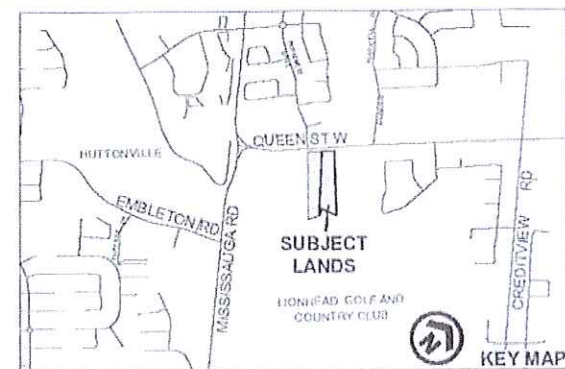 QUEEN ST W
HUTTONVILLE
EMBLETON RD
MISSISSAUGA RD
SUBJECT
LANDS
CREDITVIEW RD
LIONHEAD GOLF AND
COUNTRY CLUB
N
KEY MAP